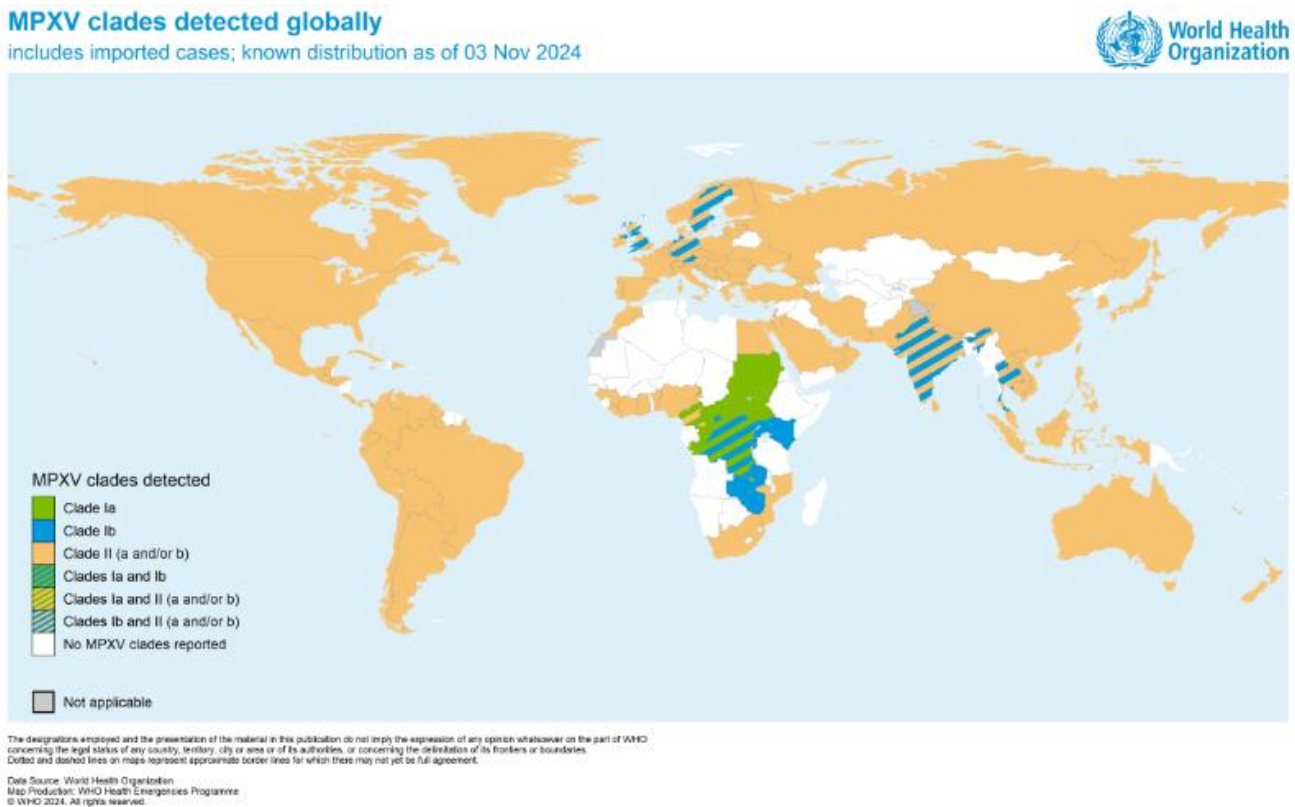 MPXV clades detected globally
includes imported cases; known distribution as of 03 Nov 2024
World Health
Organization
MPXV clades detected
Clade Ia
Clade Ib
Clade II (a and/or b)
Clades Ia and Ib
Clades Ia and II (a and/or b)
Clades Ib and II (a and/or b)
No MPXV clades reported
Not applicable
The designations employed and the presentation of the material in this publication do not imply the expression of any opinion whatsoever on the part of WHO
concerning the legal status of any country, territory, city or area or of its authorities, or concerning the delimitation of its frontiers or boundaries.
Dotted and dashed lines on maps represent approximate border lines for which there may not yet be full agreement.
Data Source: World Health Organization
Map Production: WHO Health Emergencies Programme
© WHO 2024. All rights reserved.